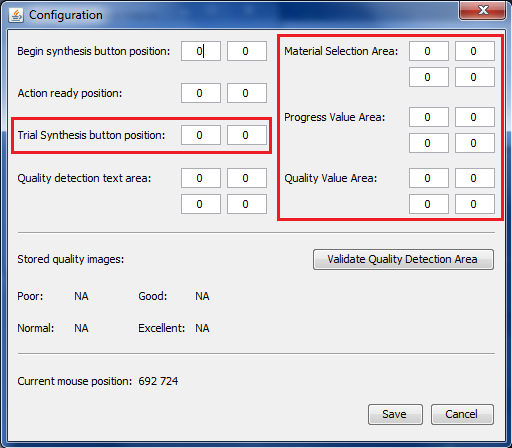 Configuration
Begin synthesis button position: 0 0
Material Selection Area: 0 0
0 0
Action ready position: 0 0
Progress Value Area: 0 0
0 0
Trial Synthesis button position: 0 0
Quality detection text area: 0 0
0 0
Quality Value Area: 0 0
0 0
Stored quality images:
Validate Quality Detection Area
Poor: NA Good: NA
Normal: NA Excellent: NA
Current mouse position: 692 724
Save Cancel